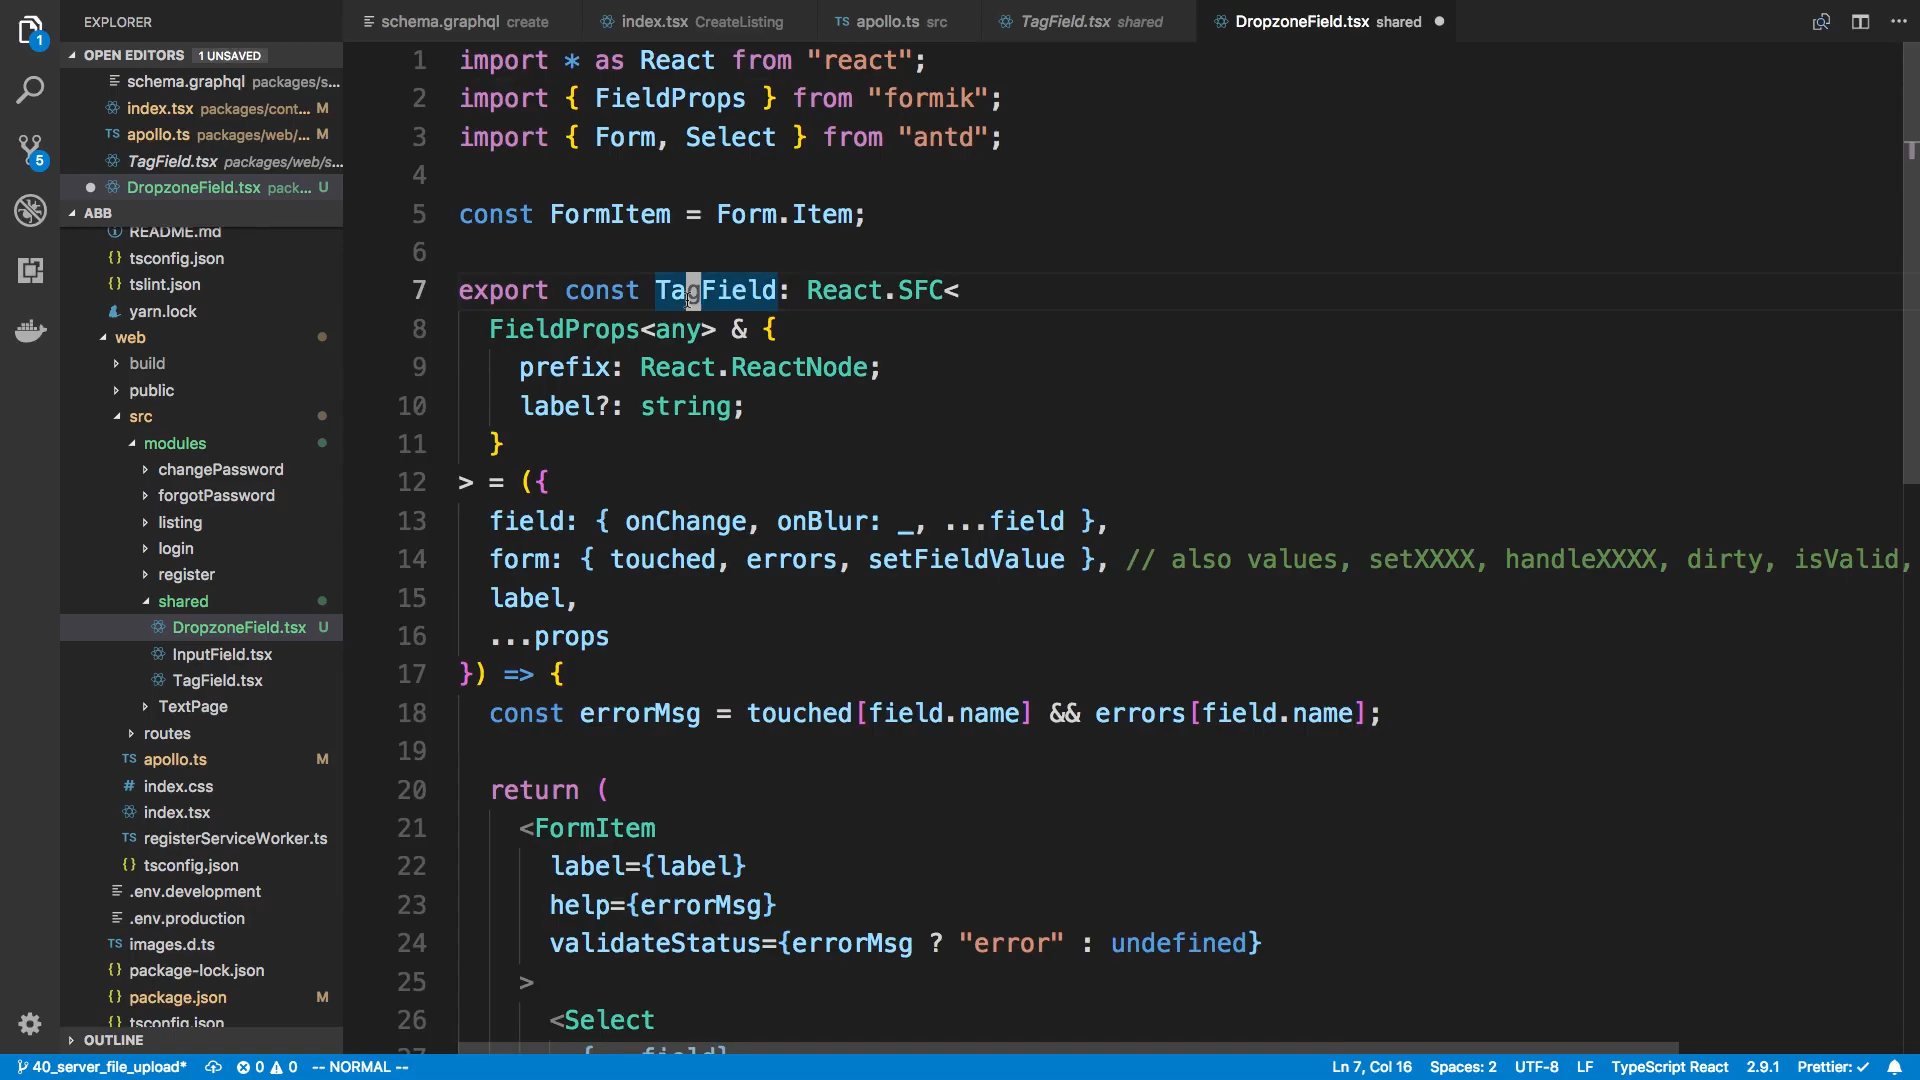 EXPLORER
OPEN EDITORS 1 UNSAVED
schema.graphql packages/s...
index.tsx packages/cont... M
TS apollo.ts packages/web/... M
TagField.tsx packages/web/s...
DropzoneField.tsx pack... U
ABB
README.md
{} tsconfig.json
{} tslint.json
yarn.lock
web
build
public
src
modules
changePassword
forgotPassword
listing
login
register
shared
DropzoneField.tsx U
InputField.tsx
TagField.tsx
TextPage
routes
TS apollo.ts M
# index.css
index.tsx
TS registerServiceWorker.ts
{} tsconfig.json
.env.development
.env.production
TS images.d.ts
{} package-lock.json
{} package.json M
{} tsconfig.json
OUTLINE
1
5
schema.graphql create
index.tsx CreateListing
TS apollo.ts src
TagField.tsx shared
DropzoneField.tsx shared
1 import * as React from "react";
2 import { FieldProps } from "formik";
3 import { Form, Select } from "antd";
4
5 const FormItem = Form.Item;
6
7 export const TagField: React.SFC<
8 FieldProps<any> & {
9 prefix: React.ReactNode;
10 label?: string;
11 }
12 > = ({
13 field: { onChange, onBlur: _, ...field },
14 form: { touched, errors, setFieldValue }, // also values, setXXXX, handleXXXX, dirty, isValid,
15 label,
16 ...props
17 }) => {
18 const errorMsg = touched[field.name] && errors[field.name];
19
20 return (
21 <FormItem
22 label={label}
23 help={errorMsg}
24 validateStatus={errorMsg ? "error" : undefined}
25 >
26 <Select
40_server_file_upload* 0 0 -- NORMAL --
Ln 7, Col 16 Spaces: 2 UTF-8 LF TypeScript React 2.9.1 Prettier: ✓